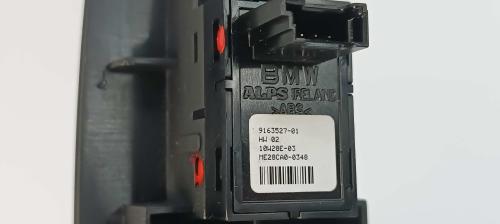 BMW
ALPS IRELAND
>ABS<
9163527-01
HW 02
10W28E-03
ME28CA0-0348